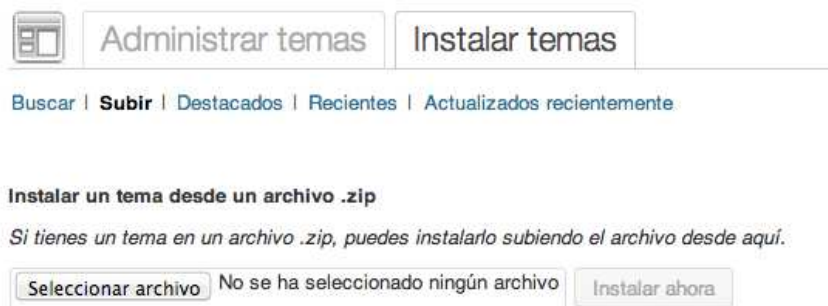 Administrar temas Instalar temas
Buscar | Subir | Destacados | Recientes | Actualizados recientemente
Instalar un tema desde un archivo .zip
Si tienes un tema en un archivo .zip, puedes instalarlo subiendo el archivo desde aquí.
Seleccionar archivo No se ha seleccionado ningún archivo Instalar ahora